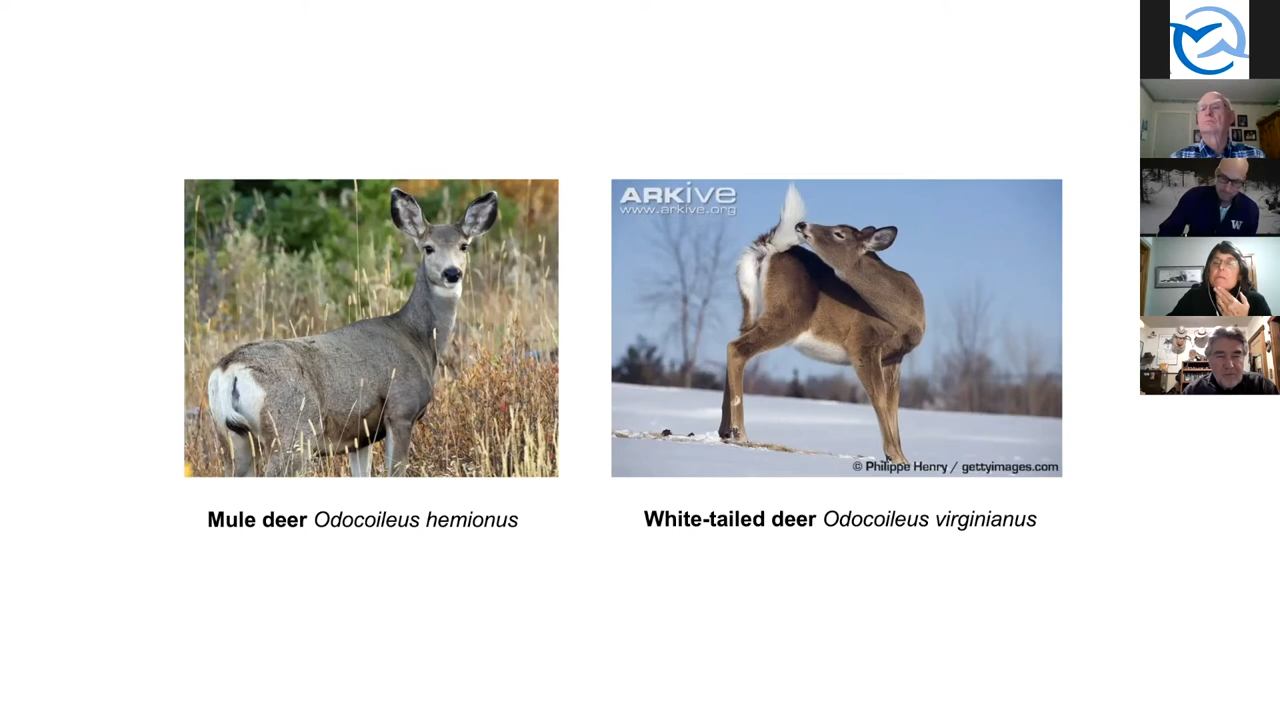 ARKIVE
www.arkive.org
© Philippe Henry / gettyimages.com
Mule deer Odocoileus hemionus
White-tailed deer Odocoileus virginianus
W